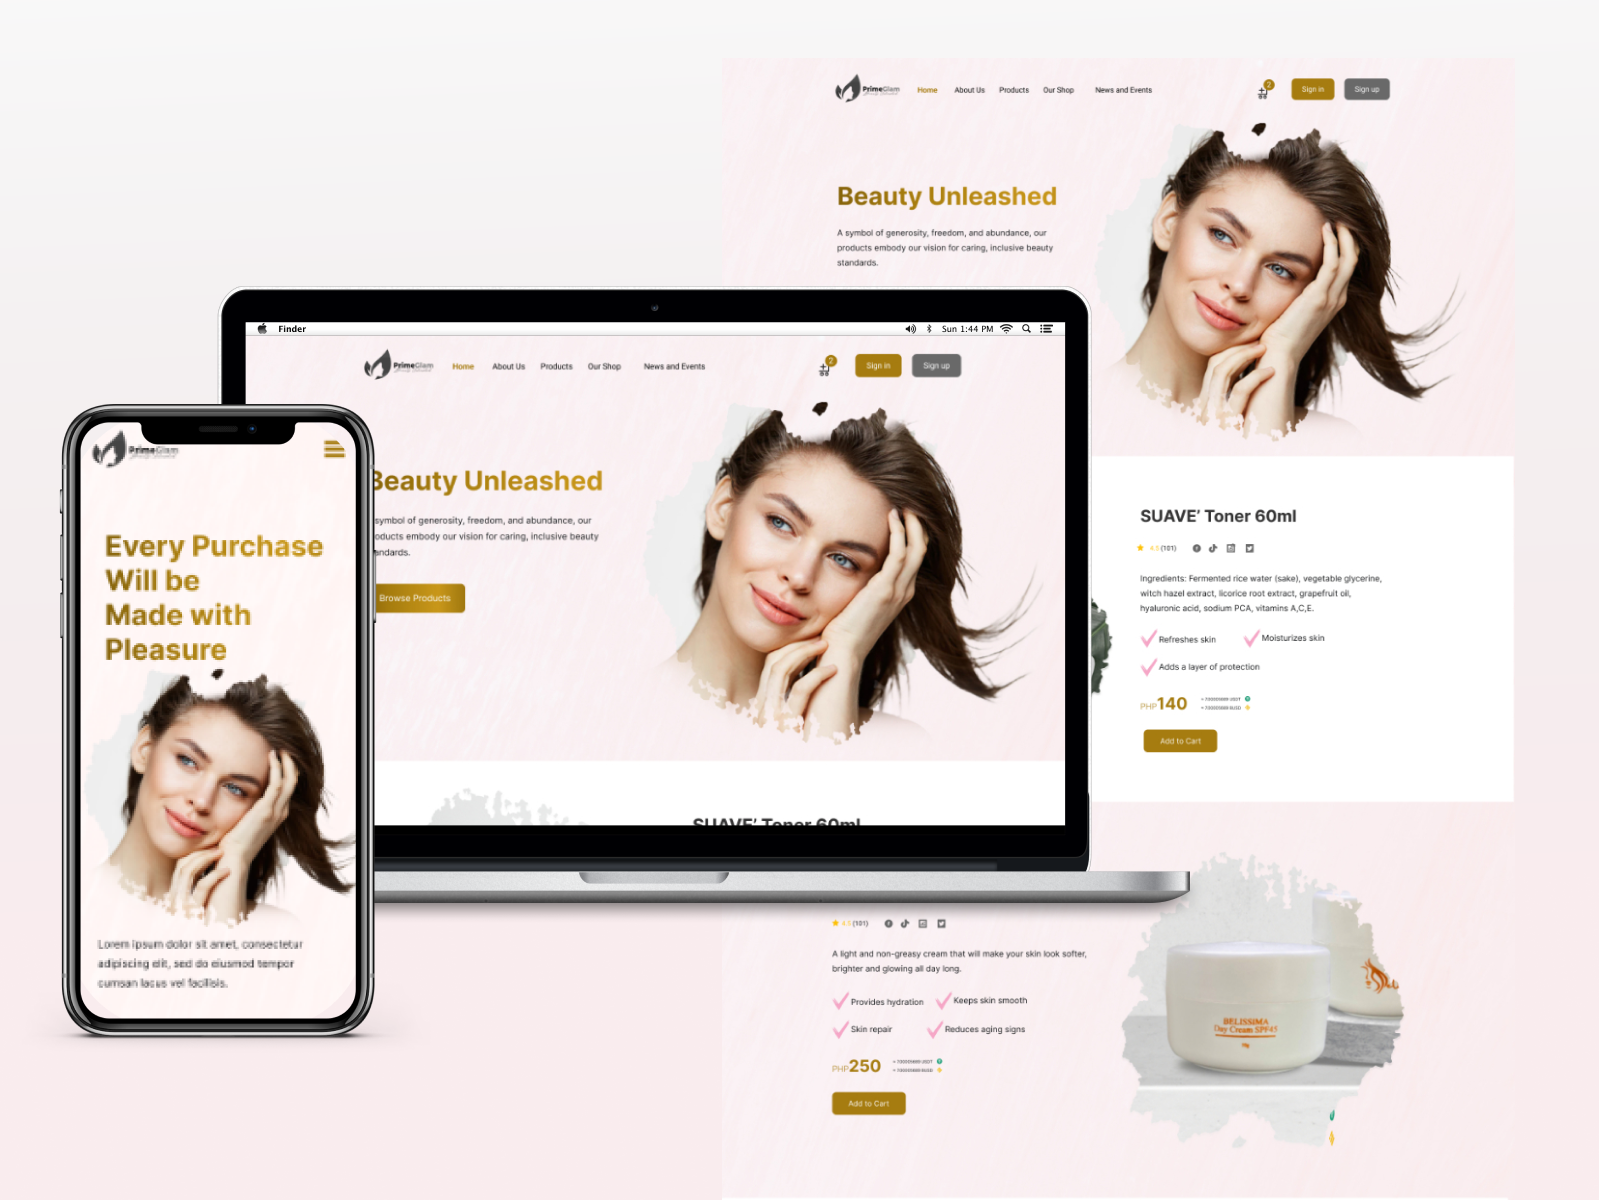 PrimeGlam
Home
About Us
Products
Our Shop
News and Events
2
Sign in
Sign up
Beauty Unleashed
A symbol of generosity, freedom, and abundance, our
products embody our vision for caring, inclusive beauty
standards.
Finder
Sun 1:44 PM
PrimeGlam
Home
About Us
Products
Our Shop
News and Events
2
Sign in
Sign up
Beauty Unleashed
symbol of generosity, freedom, and abundance, our
oducts embody our vision for caring, inclusive beauty
andards.
Browse Products
SUAVE' Toner 60ml
PrimeGlam
Every Purchase
Will be
Made with
Pleasure
Lorem ipsum dolor sit amet, consectetur
adipiscing elit, sed do eiusmod tempor
cumsan lacus vel facilisis.
SUAVE' Toner 60ml
4.5 (101)
Ingredients: Fermented rice water (sake), vegetable glycerine,
witch hazel extract, licorice root extract, grapefruit oil,
hyaluronic acid, sodium PCA, vitamins A,C,E.
Refreshes skin
Moisturizes skin
Adds a layer of protection
PHP140
Add to Cart
4.5 (101)
A light and non-greasy cream that will make your skin look softer,
brighter and glowing all day long.
Provides hydration
Keeps skin smooth
Skin repair
Reduces aging signs
PHP250
Add to Cart
BELISSIMA
Day Cream SPF45